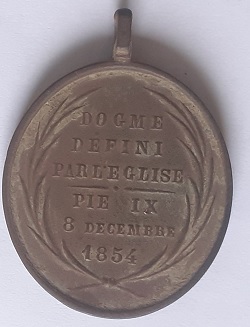 DOGME
DÉFINI
PAR L'EGLISE
PIE IX
8 DECEMBRE
1854